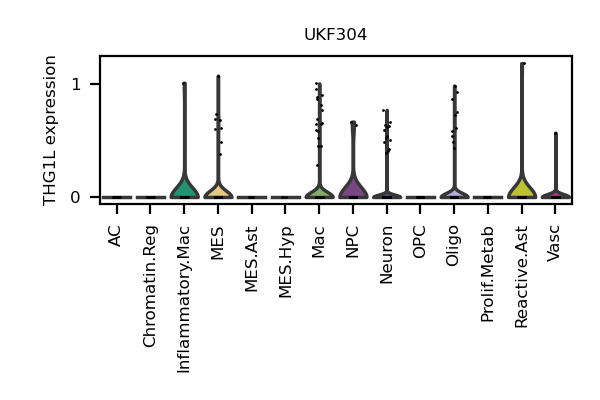 UKF304
THG1L expression
1
0
AC
Chromatin.Reg
Inflammatory.Mac
MES
MES.Ast
MES.Hyp
Mac
NPC
Neuron
OPC
Oligo
Prolif.Metab
Reactive.Ast
Vasc